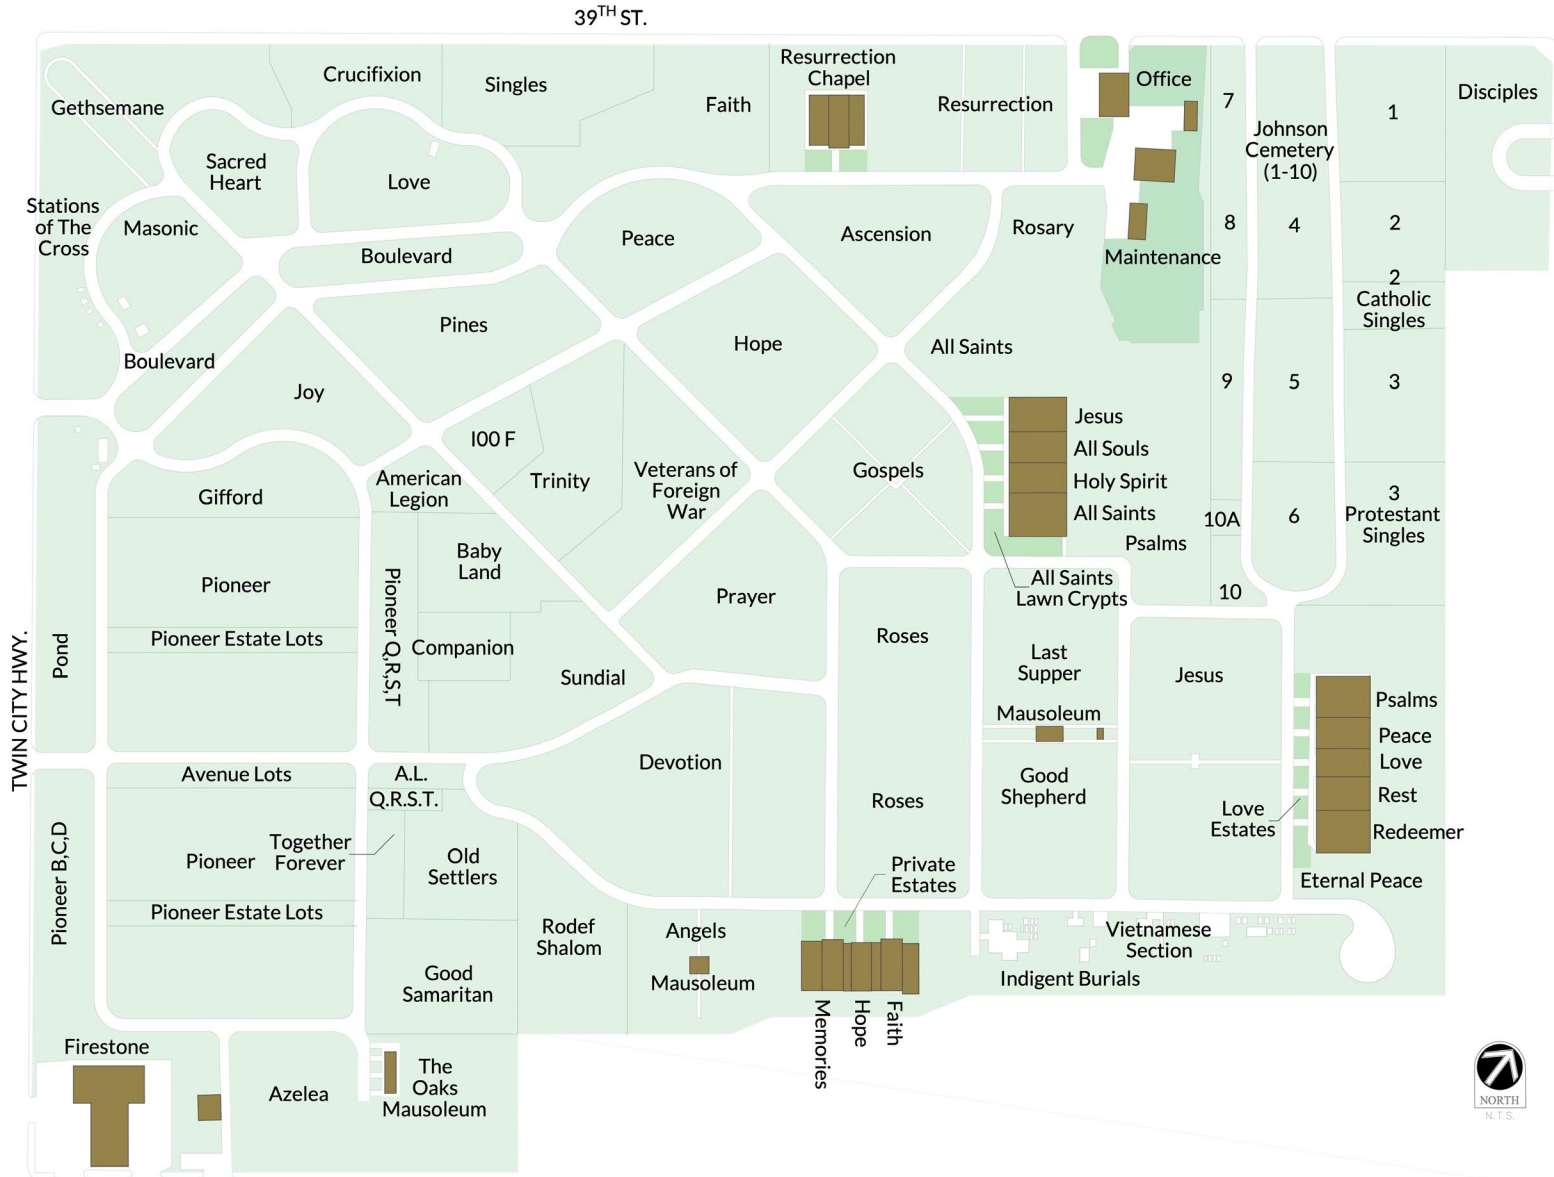 39TH ST.
Resurrection
Chapel
Crucifixion
Singles
Faith
Resurrection
Office
Disciples
Gethsemane
7
1
Johnson
Cemetery
(1-10)
Sacred
Heart
Love
Stations
of The
Cross
Masonic
Boulevard
Peace
Ascension
Rosary
Maintenance
8
4
2
2
Catholic
Singles
Pines
Hope
All Saints
Boulevard
Joy
9
5
3
Jesus
All Souls
Holy Spirit
All Saints
I00 F
American
Legion
Trinity
Veterans of
Foreign
War
Gospels
Gifford
10A
6
3
Protestant
Singles
Psalms
Baby
Land
Pioneer
Pioneer Q,R,S,T
Prayer
All Saints
Lawn Crypts
10
Pioneer Estate Lots
Companion
Roses
Pond
TWIN CITY HWY.
Sundial
Last
Supper
Jesus
Mausoleum
Psalms
Peace
Love
Rest
Redeemer
Avenue Lots
A.L.
Q.R.S.T.
Devotion
Roses
Good
Shepherd
Love
Estates
Together
Forever
Pioneer
Old
Settlers
Private
Estates
Eternal Peace
Pioneer B,C,D
Pioneer Estate Lots
Rodef
Shalom
Angels
Mausoleum
Vietnamese
Section
Indigent Burials
Good
Samaritan
Memories
Hope
Faith
Firestone
Azelea
The
Oaks
Mausoleum
NORTH
N.T.S.